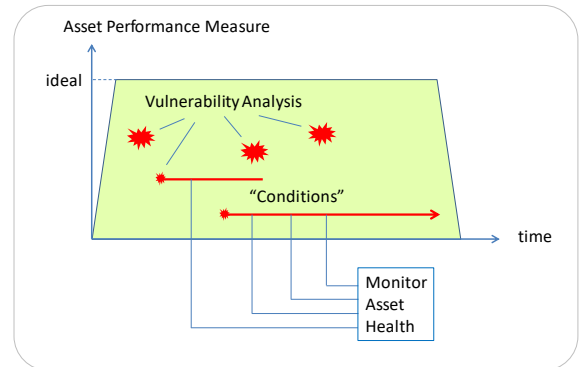 Asset Performance Measure
ideal
Vulnerability Analysis
“Conditions”
time
Monitor
Asset
Health